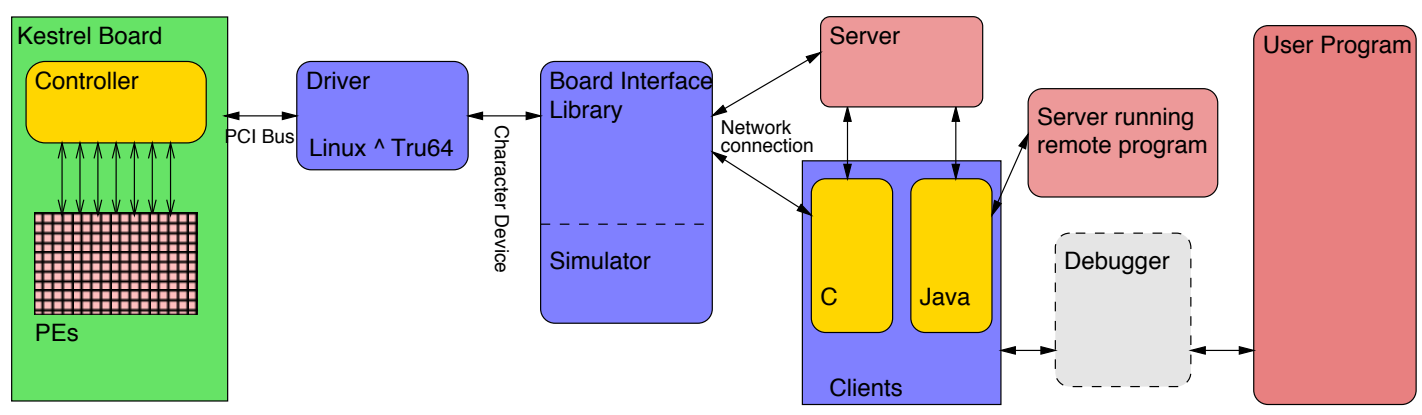 Kestrel Board
Controller
PEs
PCI Bus
Driver
Linux ^ Tru64
Character Device
Board Interface
Library
Simulator
Network
connection
Server
C
Java
Clients
Server running
remote program
Debugger
User Program